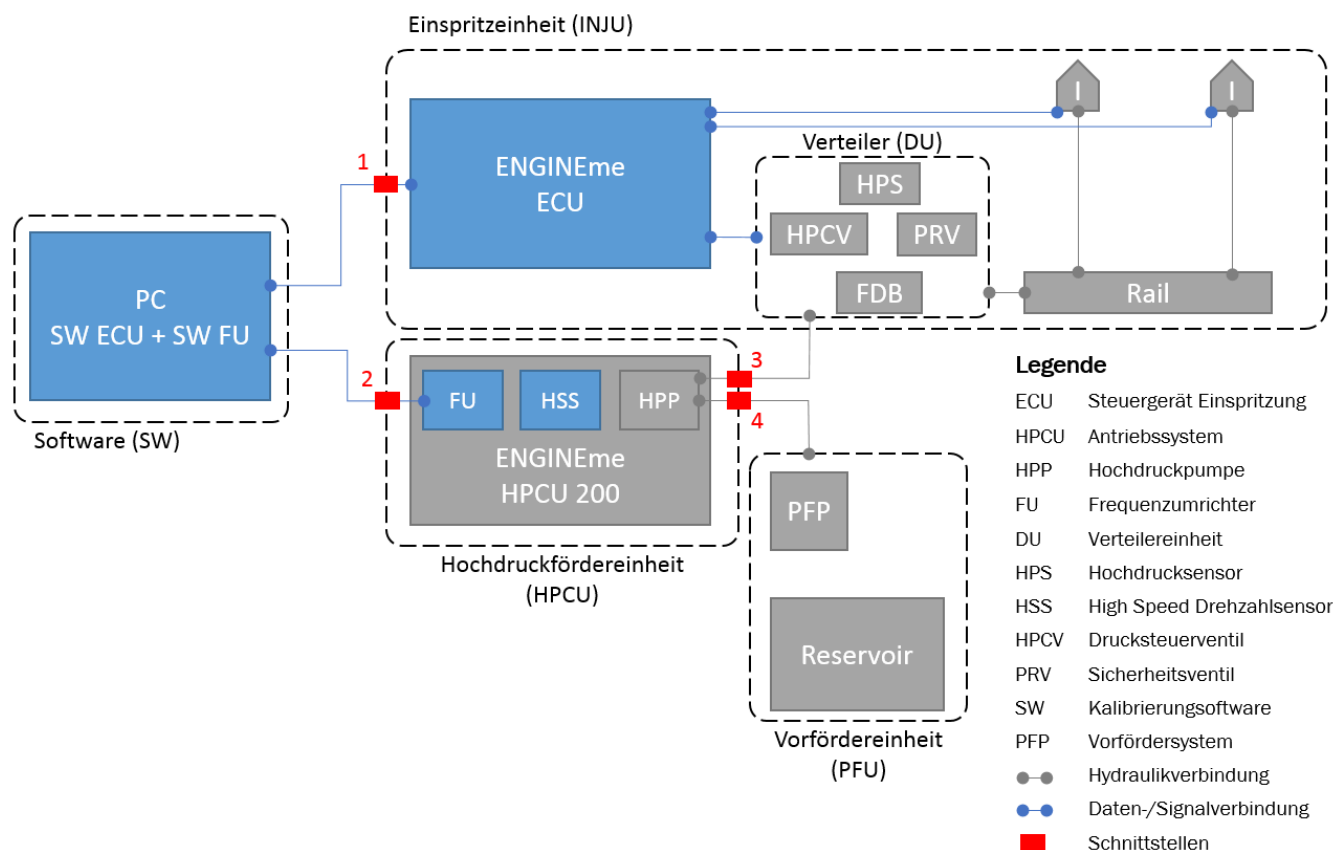 Einspritzeinheit (INJU)
I
I
ENGINEme
ECU
Verteiler (DU)
HPS
HPCV
PRV
FDB
Rail
1
PC
SW ECU + SW FU
Software (SW)
2
FU
HSS
HPP
ENGINEme
HPCU 200
3
4
Hochdruckfördereinheit
(HPCU)
PFP
Reservoir
Vorfördereinheit
(PFU)
Legende
ECU Steuergerät Einspritzung
HPCU Antriebssystem
HPP Hochdruckpumpe
FU Frequenzumrichter
DU Verteilereinheit
HPS Hochdrucksensor
HSS High Speed Drehzahlsensor
HPCV Drucksteuerventil
PRV Sicherheitsventil
SW Kalibrierungsoftware
PFP Vorfördersystem
Hydraulikverbindung
Daten-/Signalverbindung
Schnittstellen